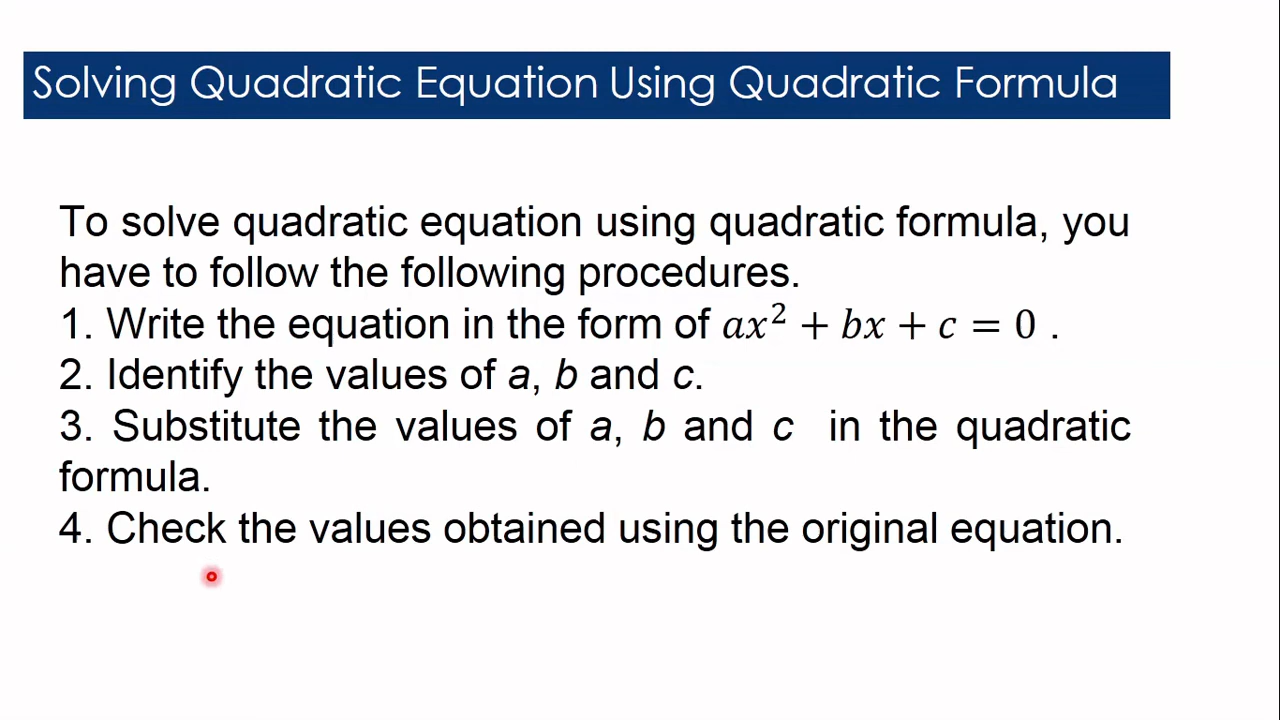 Solving Quadratic Equation Using Quadratic Formula
To solve quadratic equation using quadratic formula, you
have to follow the following procedures.
1. Write the equation in the form of 𝑎𝑥² + 𝑏𝑥 + 𝑐 = 0 .
2. Identify the values of a, b and c.
3. Substitute the values of a, b and c in the quadratic
formula.
4. Check the values obtained using the original equation.